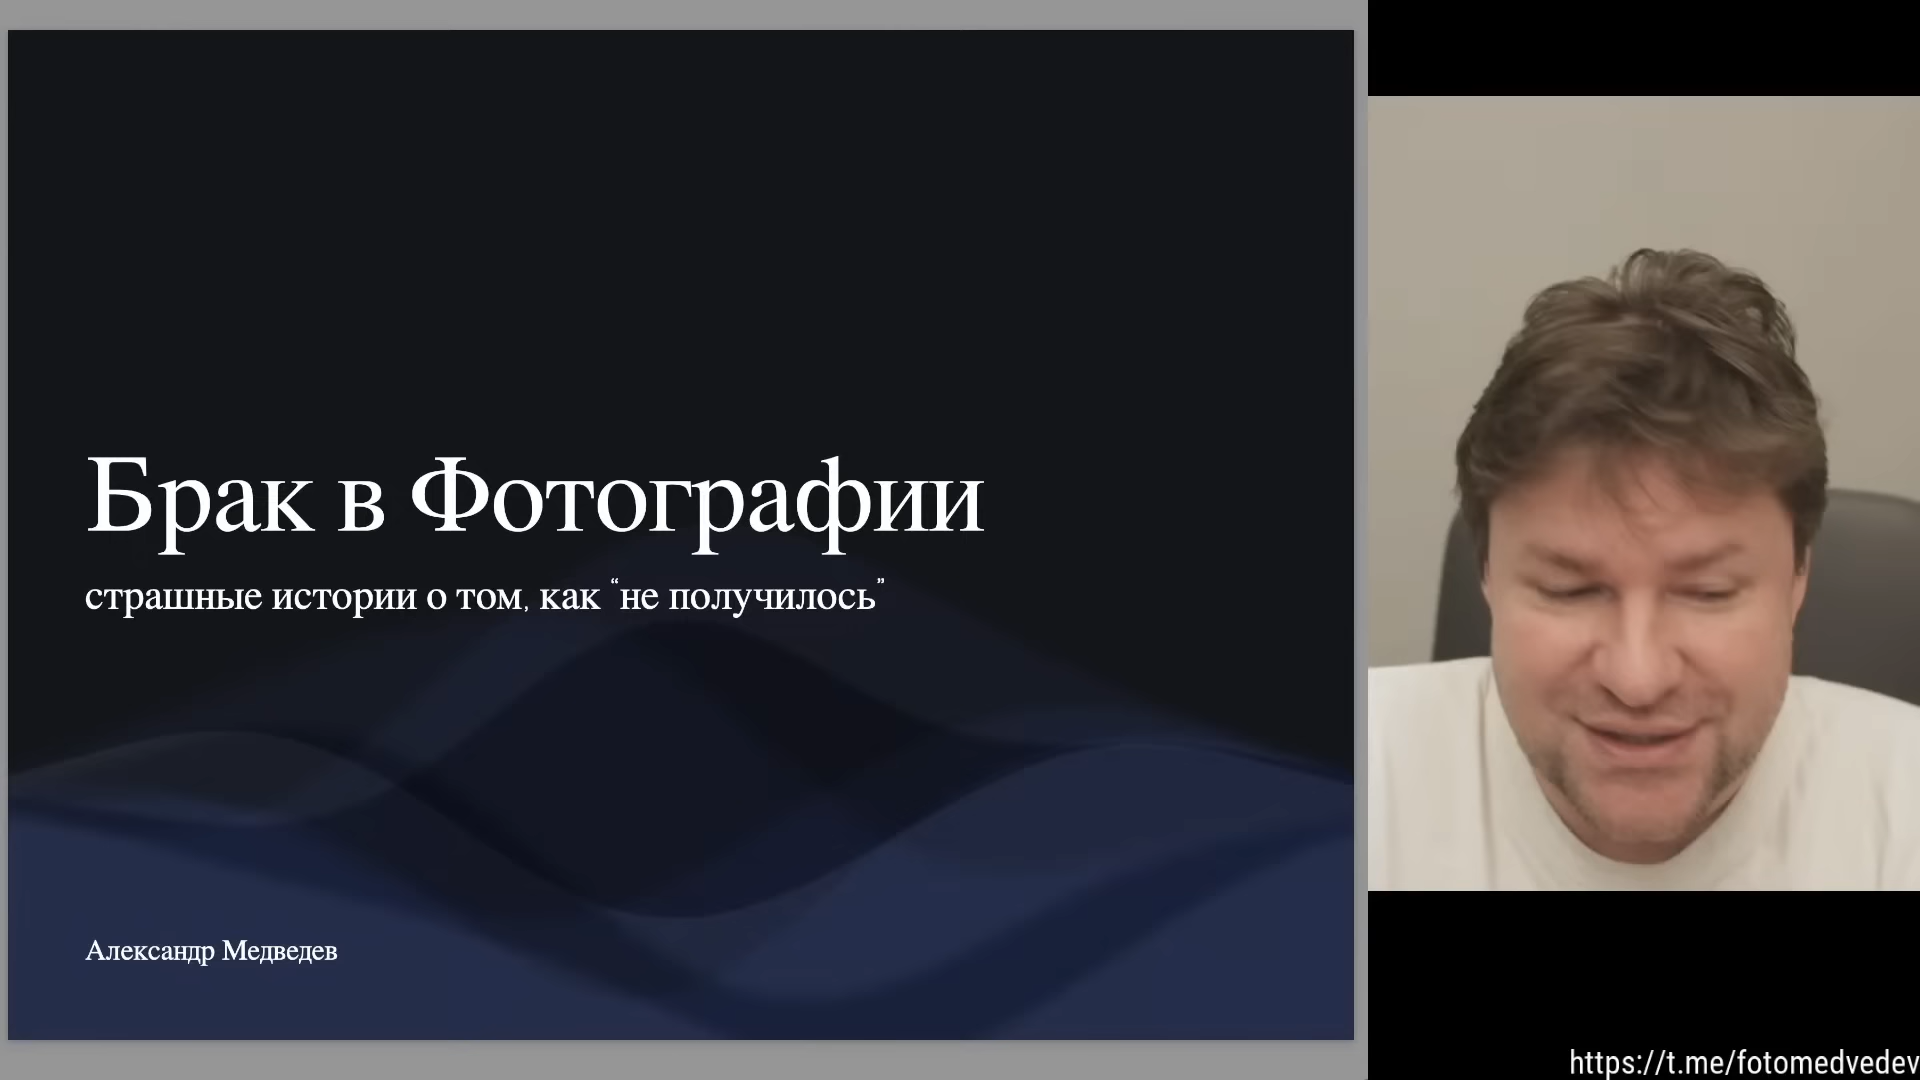 Брак в Фотографии
страшные истории о том, как “не получилось”
Александр Медведев
https://t.me/fotomedvedev